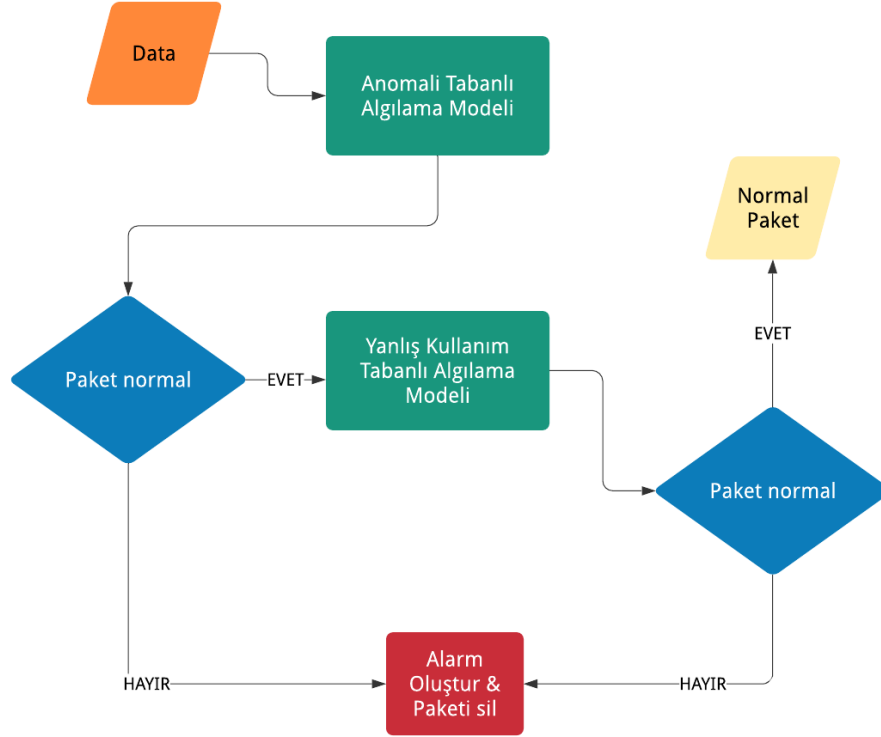 Data
Anomali Tabanlı
Algılama Modeli
Normal
Paket
EVET
Paket normal
EVET
Yanlış Kullanım
Tabanlı Algılama
Modeli
Paket normal
HAYIR
Alarm
Oluştur &
Paketi sil
HAYIR